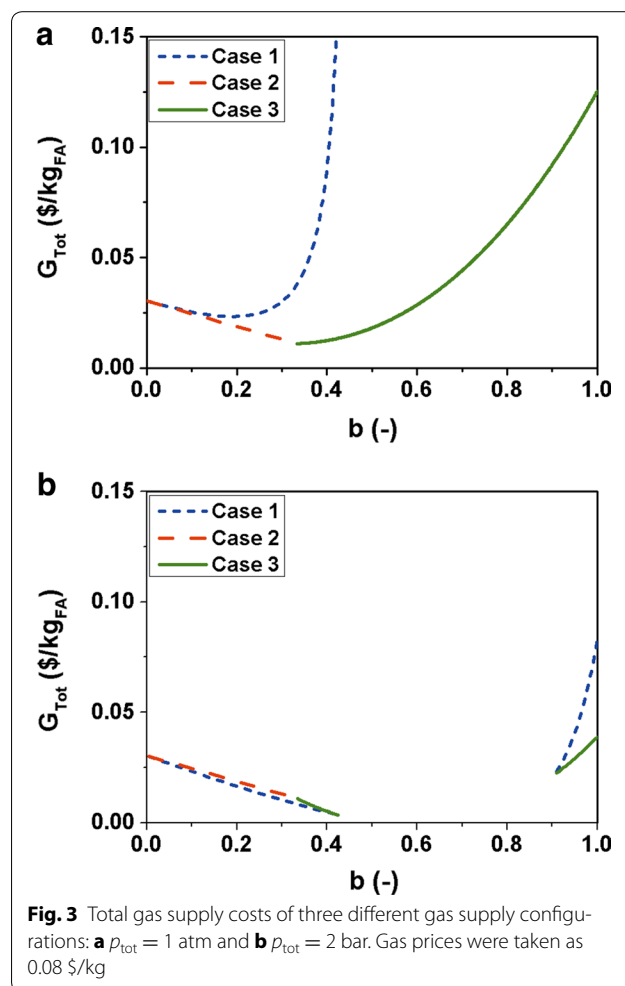 a
0.15
Case 1
Case 2
Case 3
0.10
0.05
0.00
G_Tot ($/kg_FA)
0.0 0.2 0.4 0.6 0.8 1.0
b (-)
b
0.15
Case 1
Case 2
Case 3
0.10
0.05
0.00
G_Tot ($/kg_FA)
0.0 0.2 0.4 0.6 0.8 1.0
b (-)
Fig. 3 Total gas supply costs of three different gas supply configu-
rations: a p_tot = 1 atm and b p_tot = 2 bar. Gas prices were taken as
0.08 $/kg